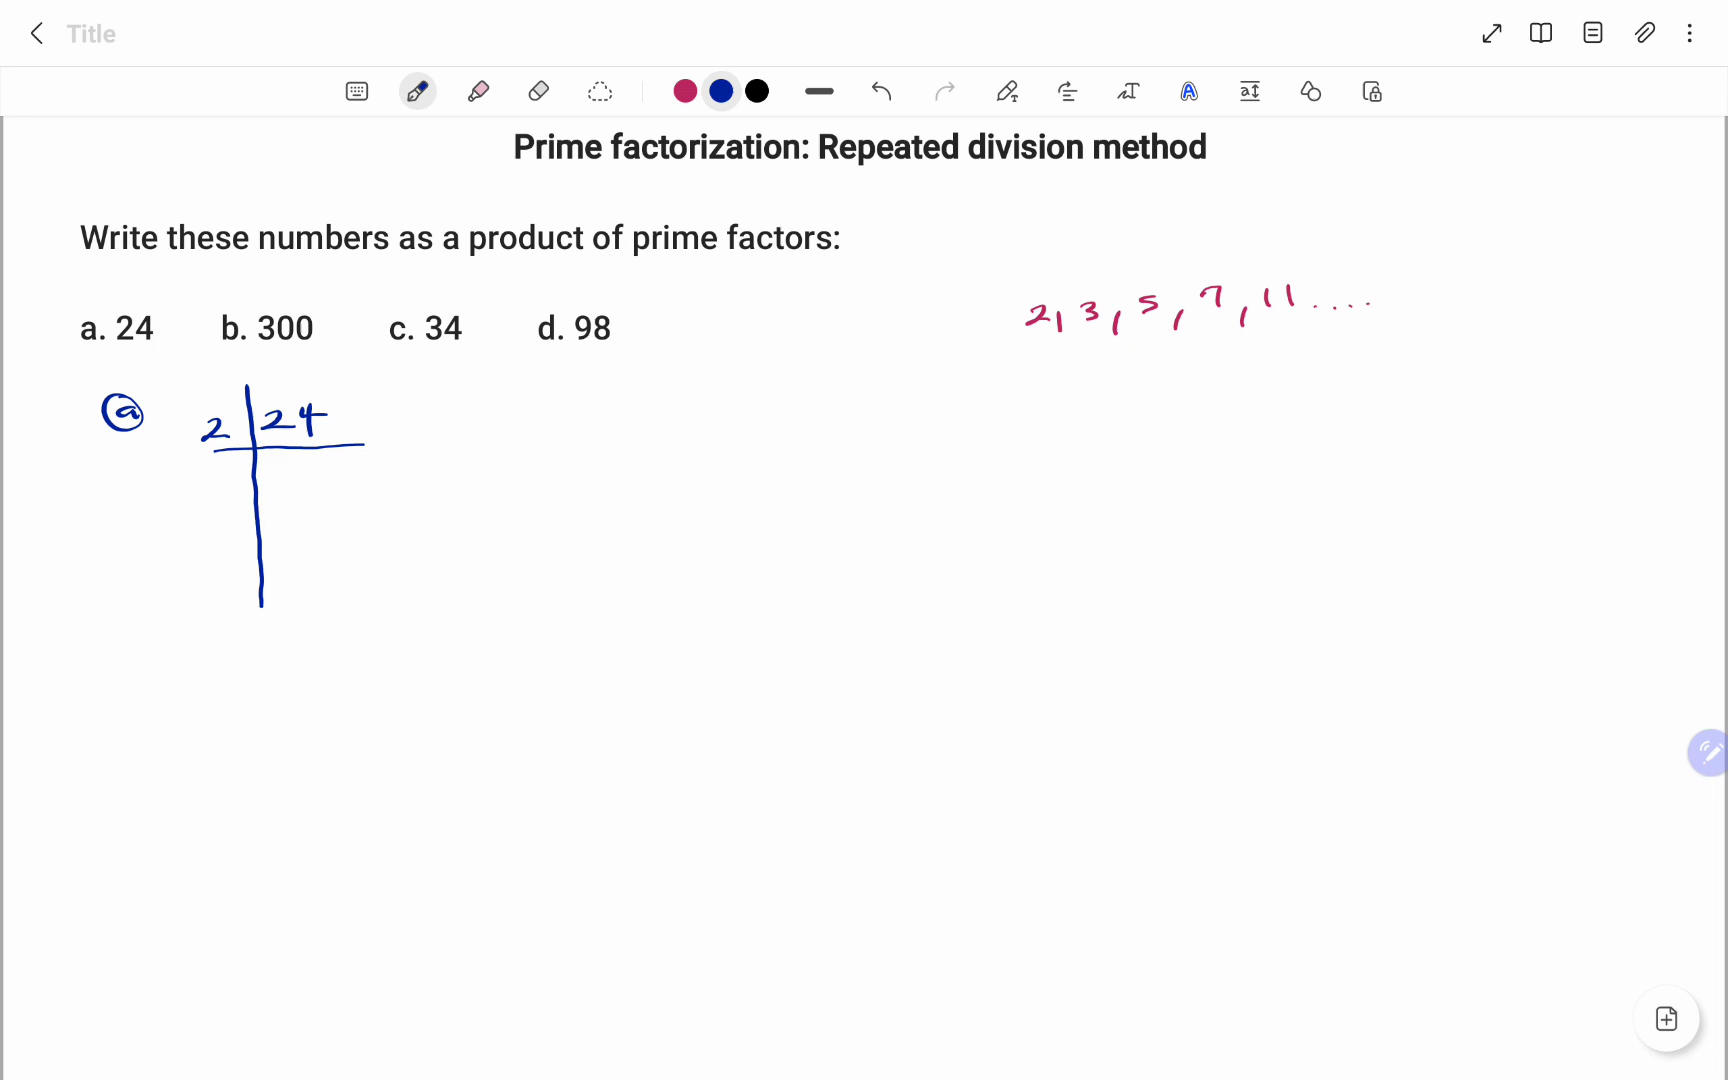 Title
Prime factorization: Repeated division method
Write these numbers as a product of prime factors:
2, 3, 5, 7, 11 ....
a. 24 b. 300 c. 34 d. 98
a 2 24